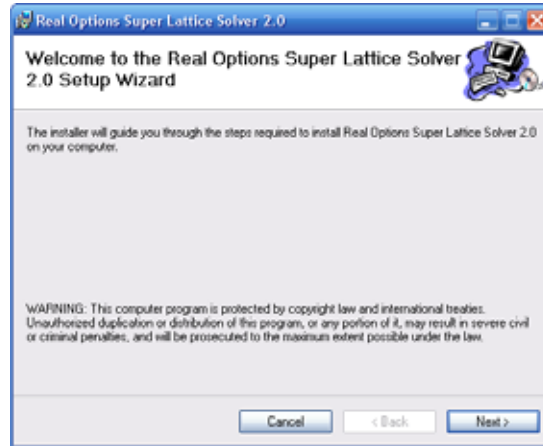 Real Options Super Lattice Solver 2.0
Welcome to the Real Options Super Lattice Solver
2.0 Setup Wizard
The installer will guide you through the steps required to install Real Options Super Lattice Solver 2.0
on your computer.
WARNING: This computer program is protected by copyright law and international treaties.
Unauthorized duplication or distribution of this program, or any portion of it, may result in severe civil
or criminal penalties, and will be prosecuted to the maximum extent possible under the law.
Cancel < Back Next >